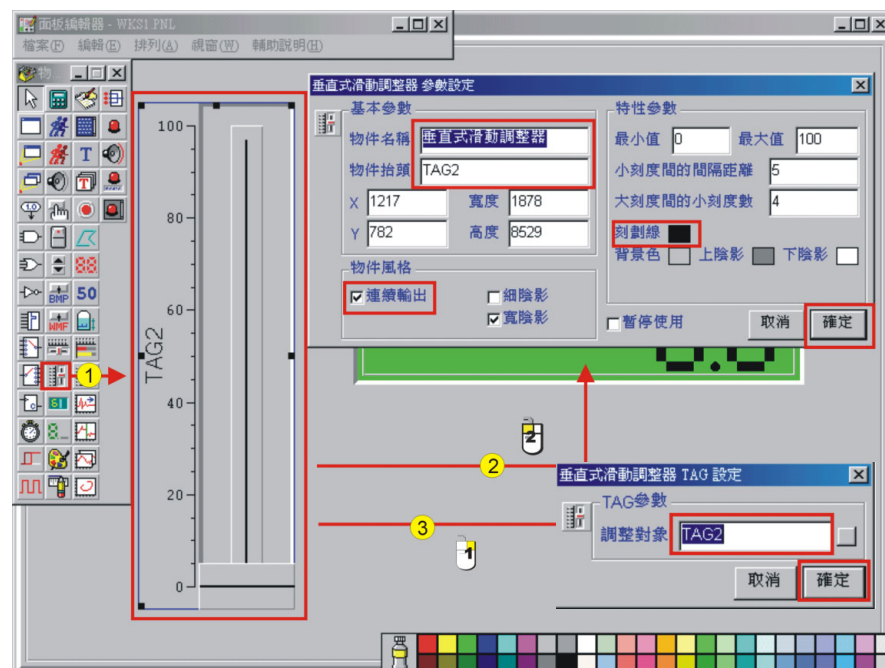 面板編輯器 - WKS1.PNL
檔案(F) 編輯(E) 排列(A) 視窗(W) 輔助說明(H)
物
1.0
T
T
BMP
50
WMF
1
100
80
60
40
20
0
TAG2
垂直式滑動調整器 參數設定
基本參數
物件名稱 垂直式滑動調整器
物件抬頭 TAG2
X 1217 寬度 1878
Y 782 高度 8529
物件風格
連續輸出
細陰影
寬陰影
特性參數
最小值 0 最大值 100
小刻度間的間隔距離 5
大刻度間的小刻度數 4
刻劃線
背景色 上陰影 下陰影
暫停使用
取消 確定
0.0
2
2
3
1
垂直式滑動調整器 TAG 設定
TAG參數
調整對象 TAG2
取消 確定